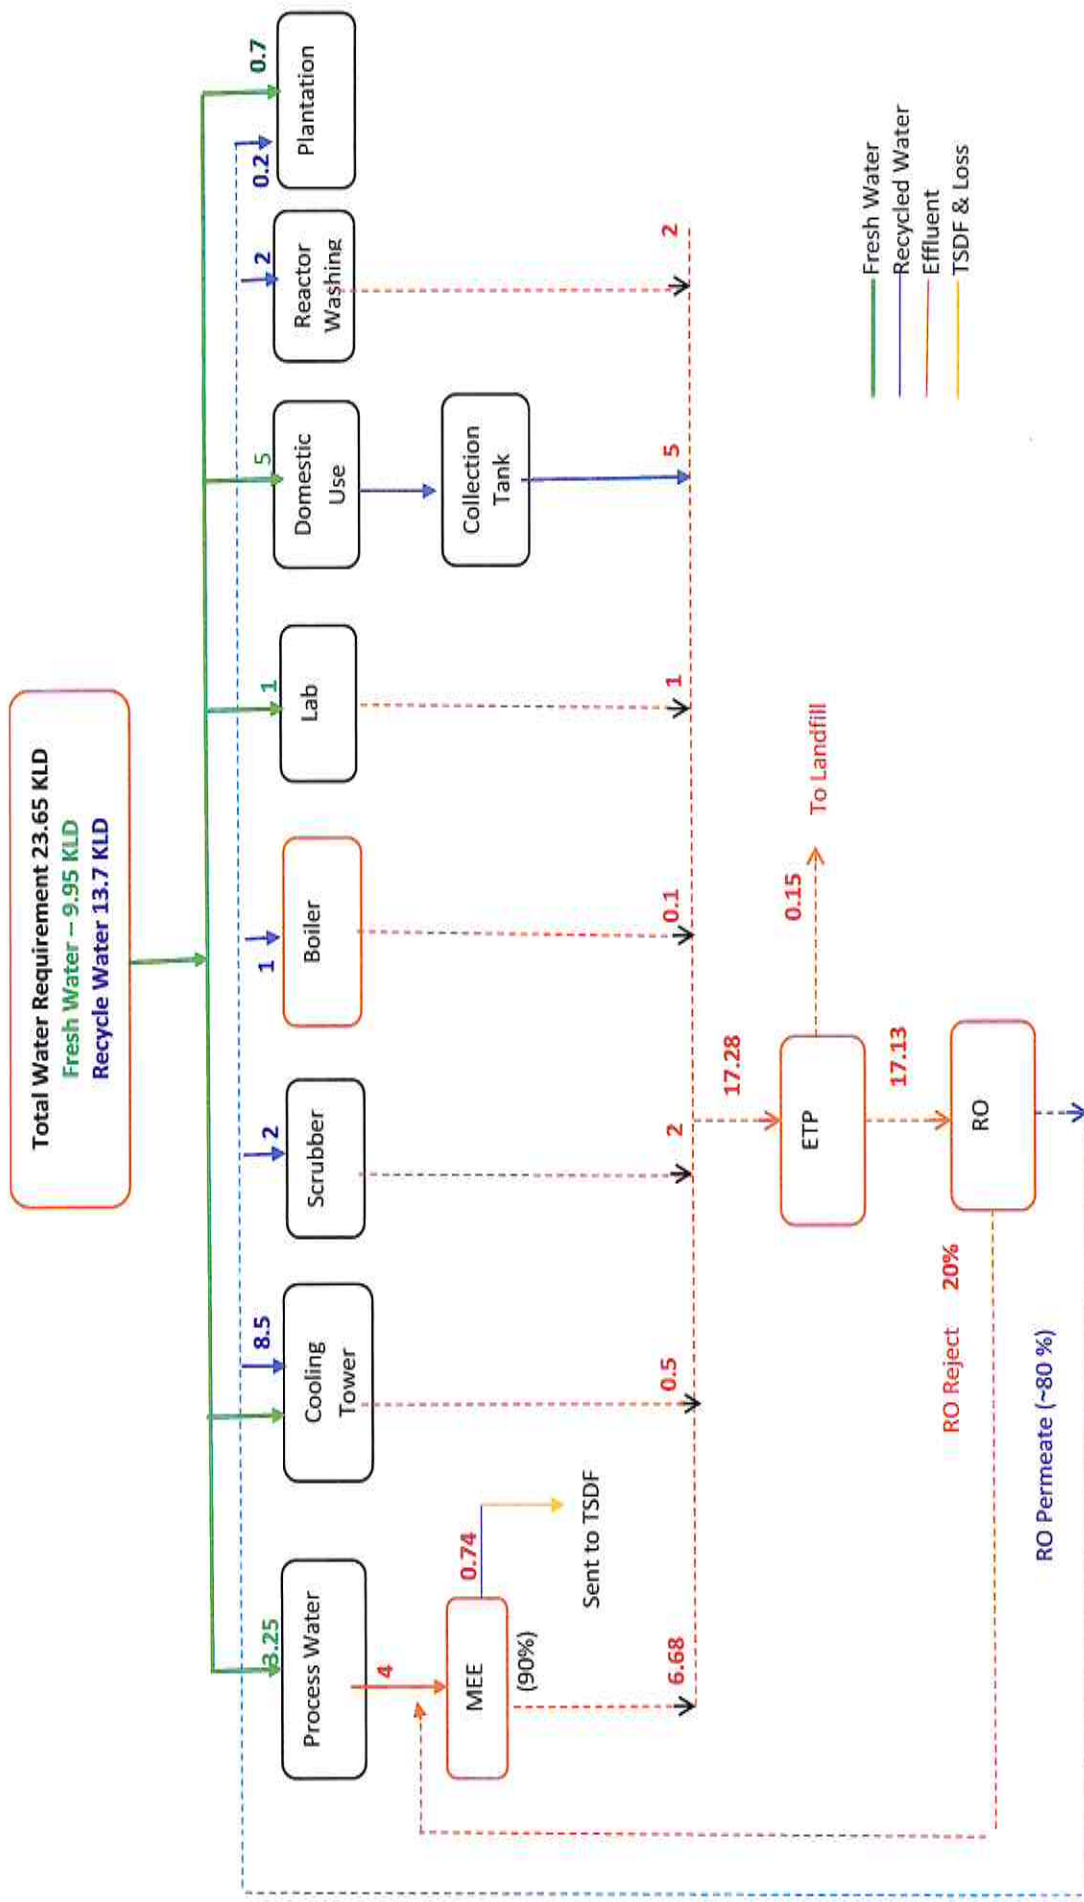 Total Water Requirement 23.65 KLD
Fresh Water – 9.95 KLD
Recycle Water 13.7 KLD
3.25
8.5
2
1
1
5
2
0.2
0.7
Process Water
Cooling
Tower
Scrubber
Boiler
Lab
Domestic
Use
Reactor
Washing
Plantation
4
MEE
(90%)
0.74
Sent to TSDF
Collection
Tank
6.68
0.5
2
0.1
1
5
2
17.28
ETP
0.15
To Landfill
17.13
RO
RO Reject 20%
RO Permeate (~80 %)
Fresh Water
Recycled Water
Effluent
TSDF & Loss